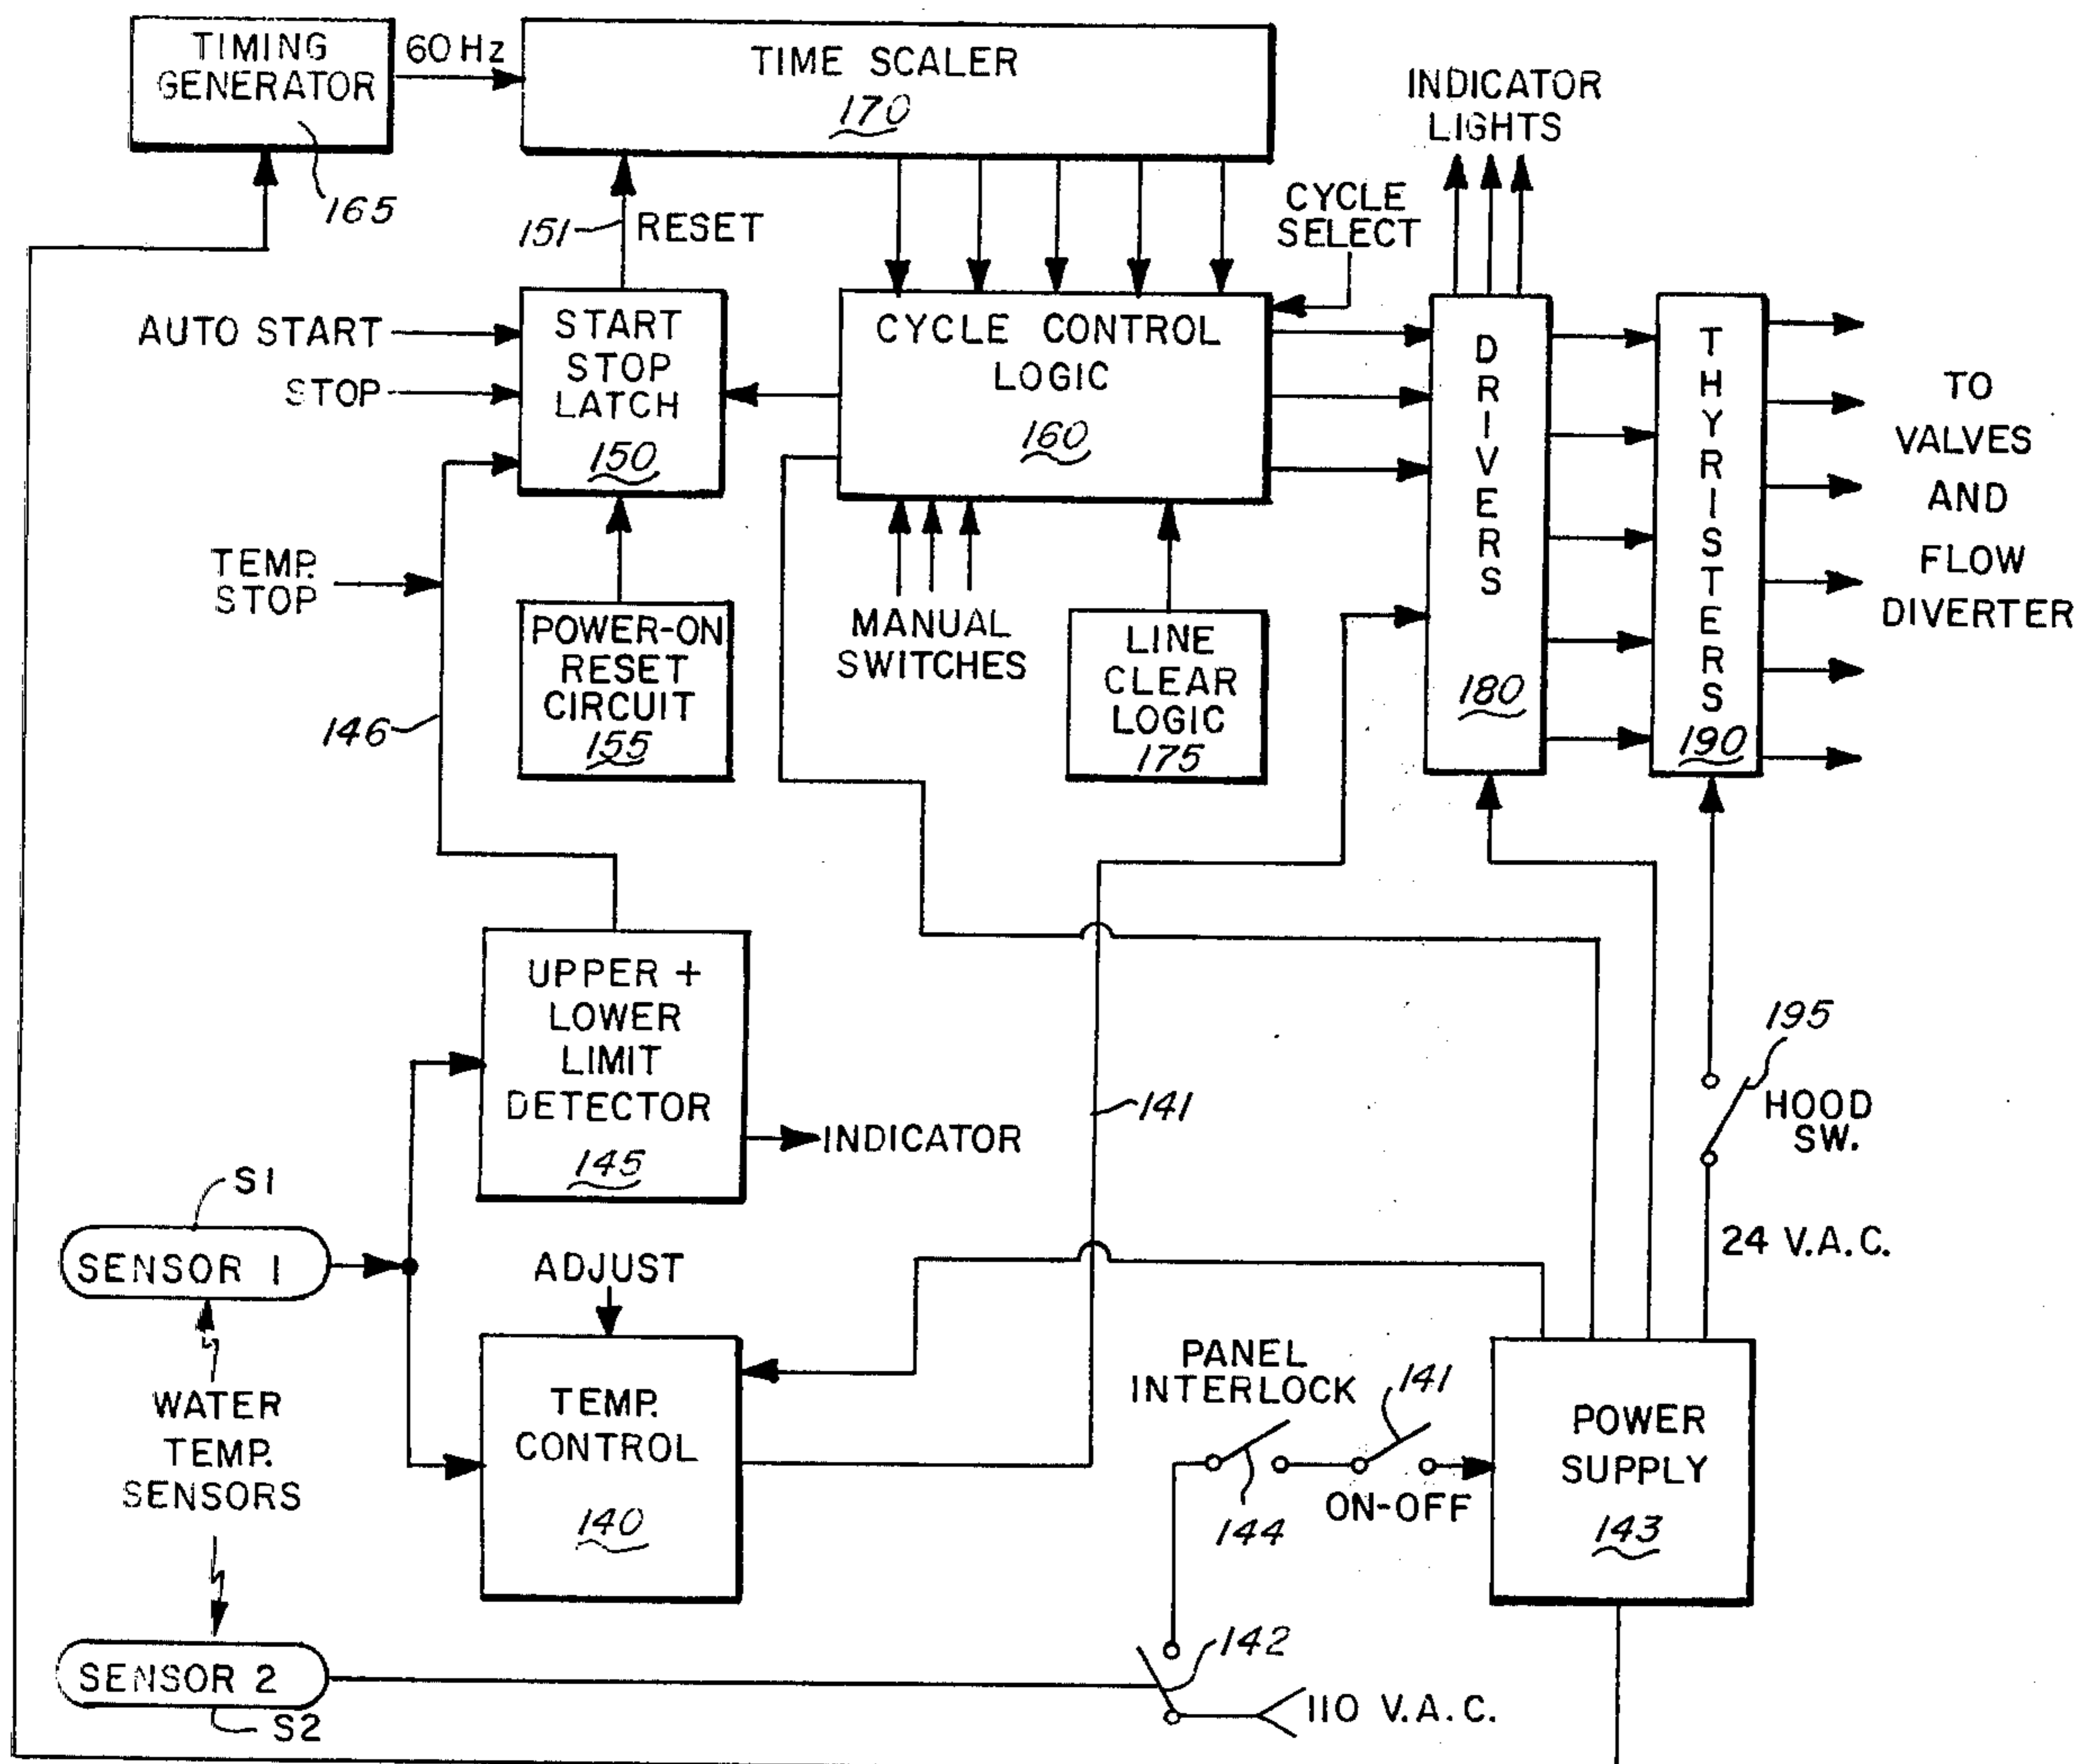 TIMING
GENERATOR
165
60 Hz
TIME SCALER
170
INDICATOR
LIGHTS
151
RESET
CYCLE
SELECT
AUTO START
STOP
START
STOP
LATCH
150
CYCLE CONTROL
LOGIC
160
DRIVERS
180
THYRISTERS
190
TO
VALVES
AND
FLOW
DIVERTER
TEMP.
STOP
146
POWER-ON
RESET
CIRCUIT
155
MANUAL
SWITCHES
LINE
CLEAR
LOGIC
175
UPPER +
LOWER
LIMIT
DETECTOR
145
INDICATOR
141
195
HOOD
SW.
24 V.A.C.
S1
SENSOR 1
ADJUST
WATER
TEMP.
SENSORS
TEMP.
CONTROL
140
PANEL
INTERLOCK
141
144
ON-OFF
POWER
SUPPLY
143
142
SENSOR 2
S2
110 V.A.C.